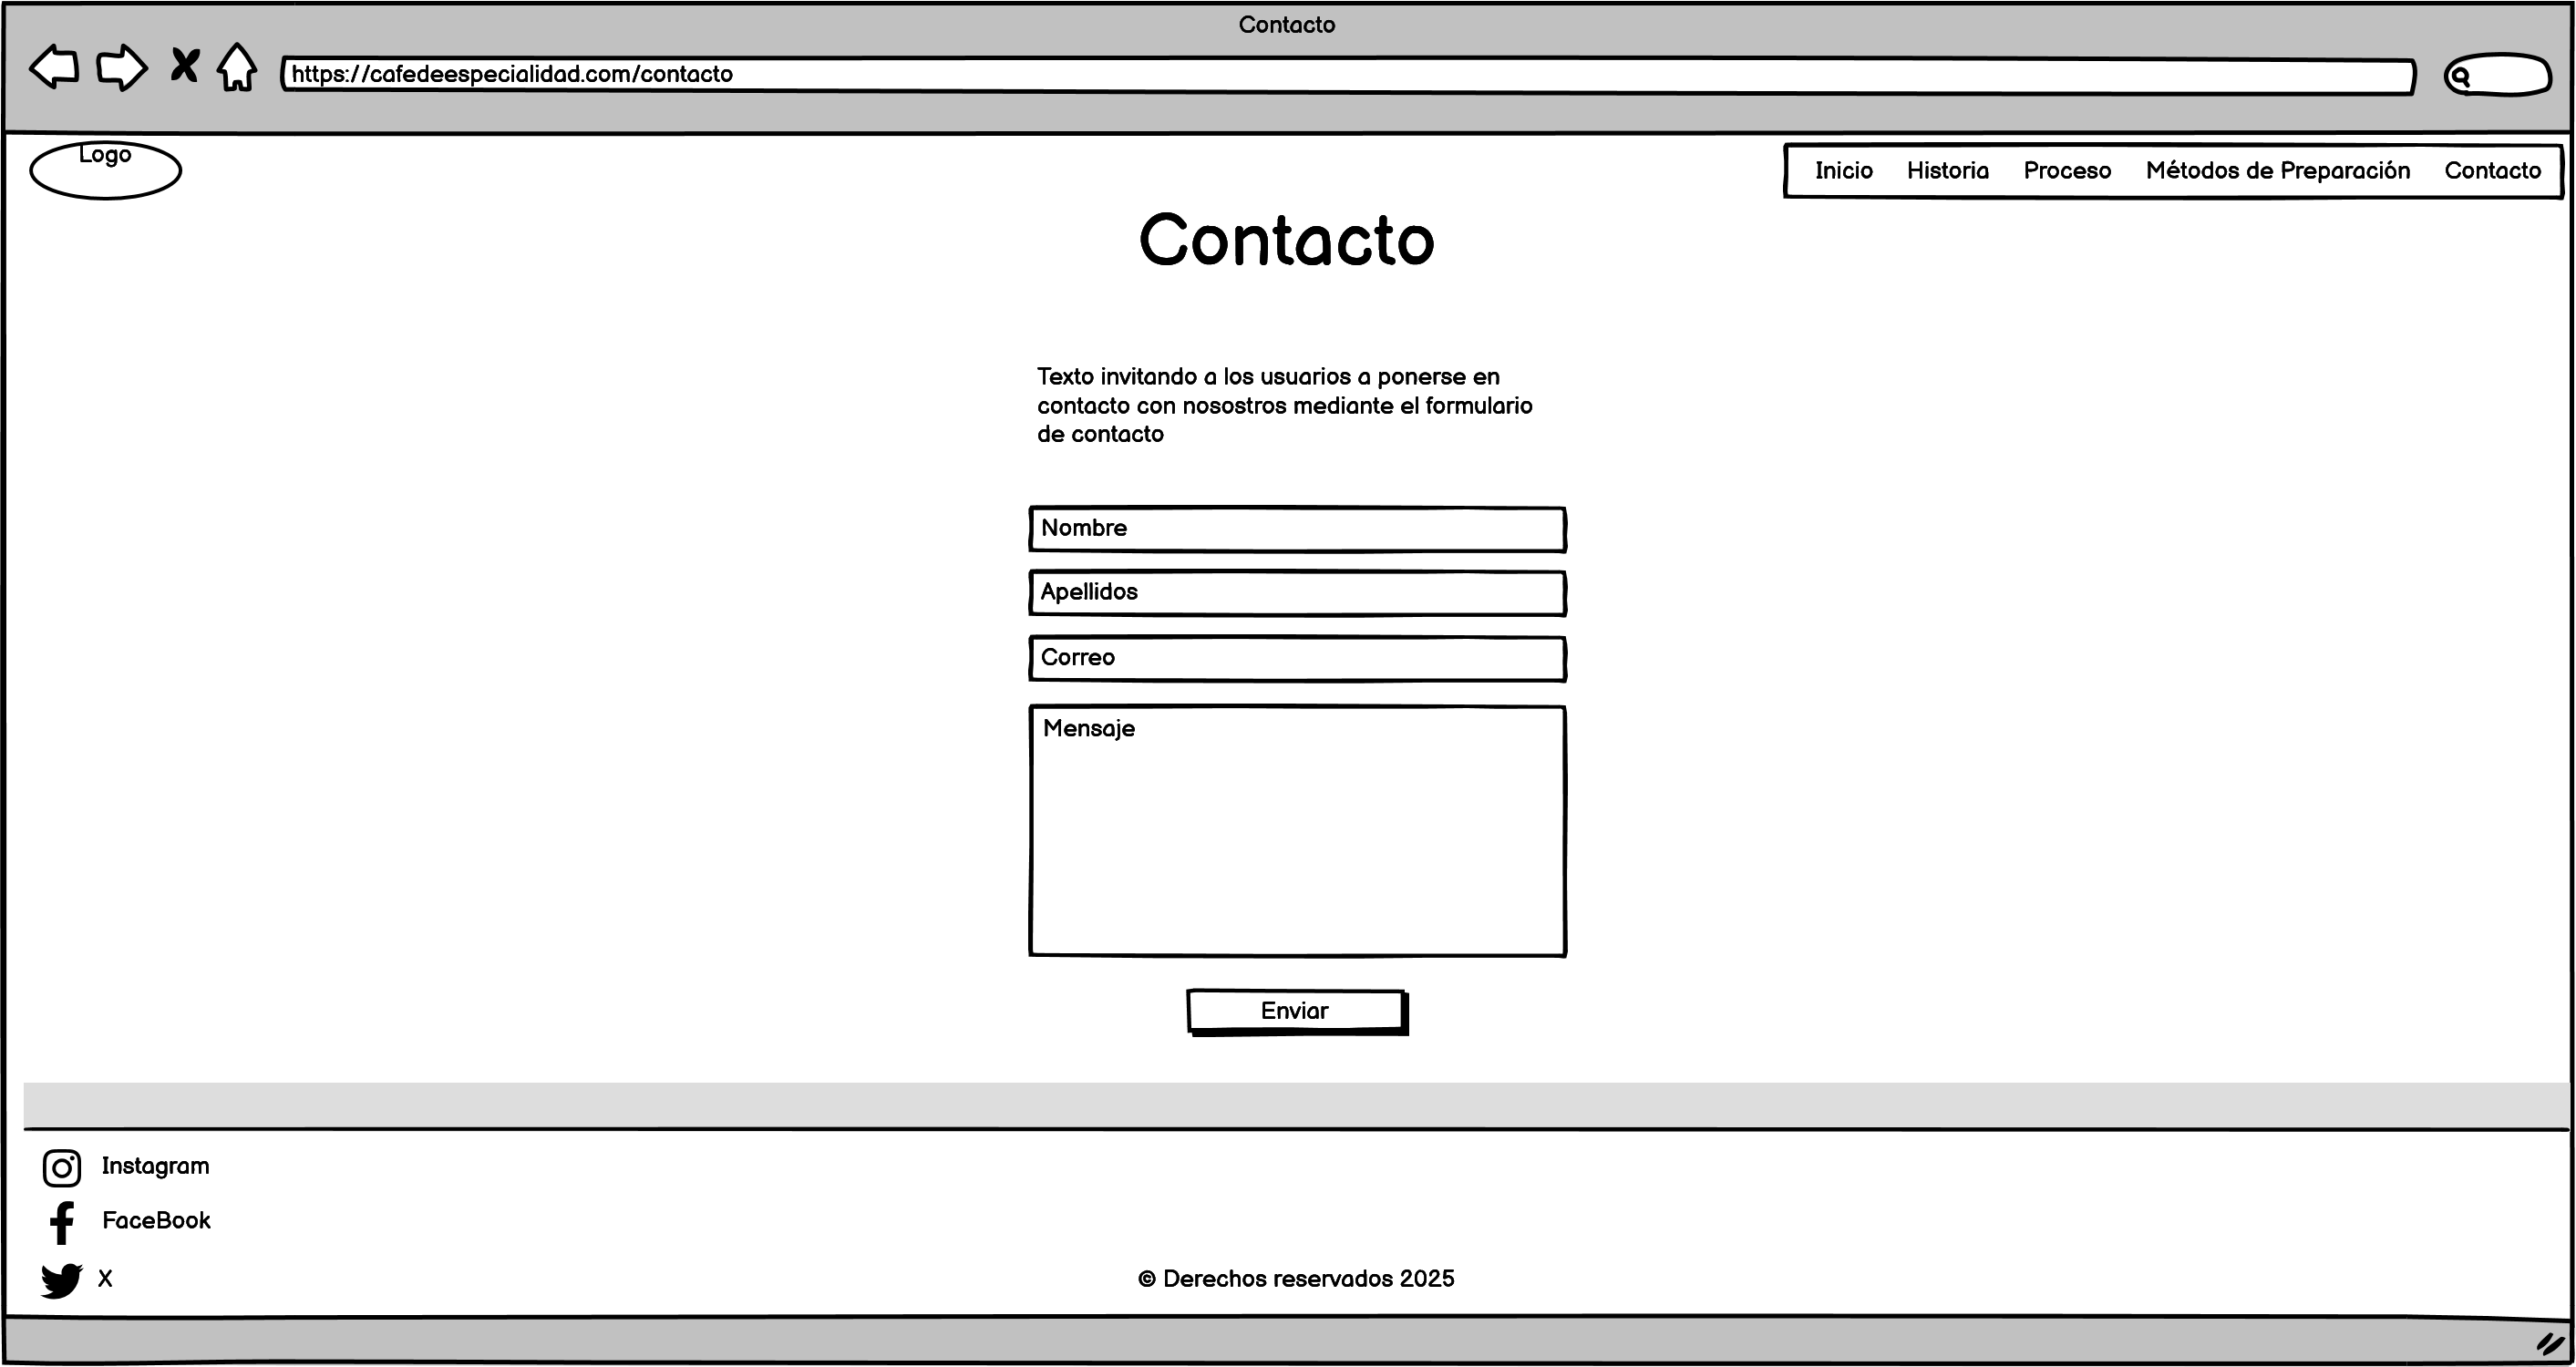 Contacto
https://cafedeespecialidad.com/contacto
Logo
Inicio Historia Proceso Métodos de Preparación Contacto
Contacto
Texto invitando a los usuarios a ponerse en
contacto con nosostros mediante el formulario
de contacto
Nombre
Apellidos
Correo
Mensaje
Enviar
Instagram
FaceBook
X
© Derechos reservados 2025